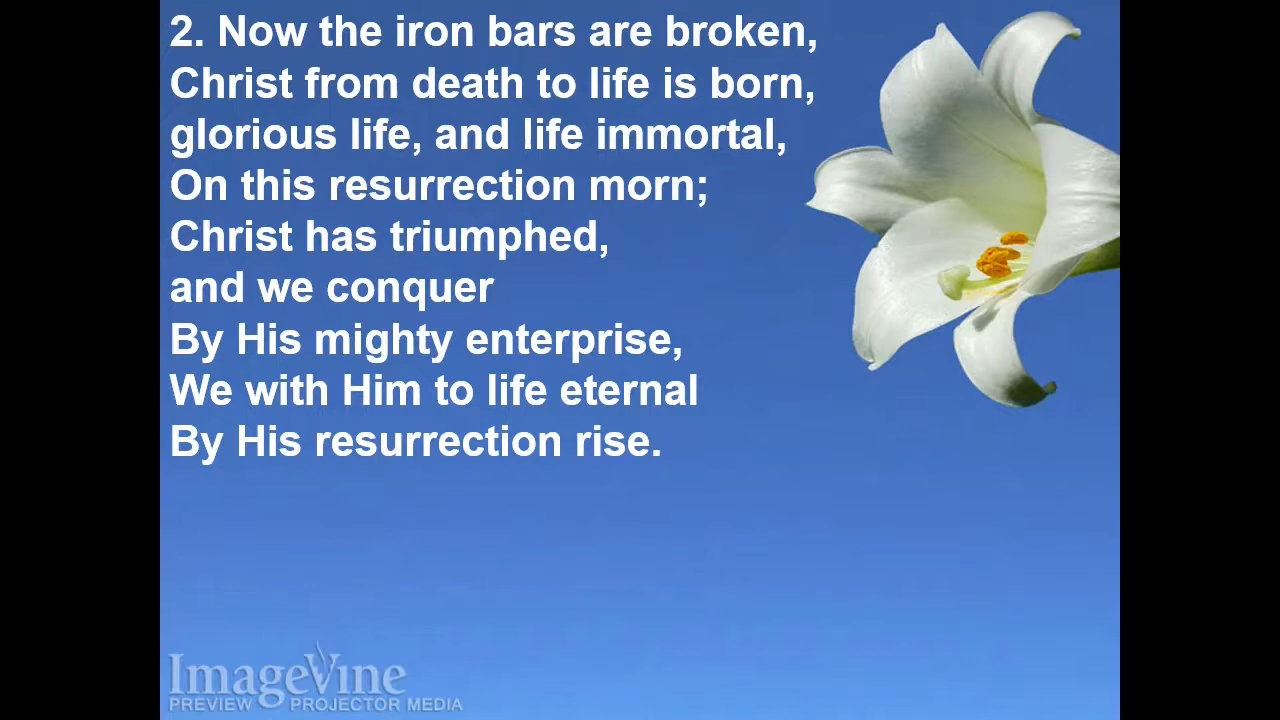 2. Now the iron bars are broken,
Christ from death to life is born,
glorious life, and life immortal,
On this resurrection morn;
Christ has triumphed,
and we conquer
By His mighty enterprise,
We with Him to life eternal
By His resurrection rise.
ImageVine
PREVIEW PROJECTOR MEDIA